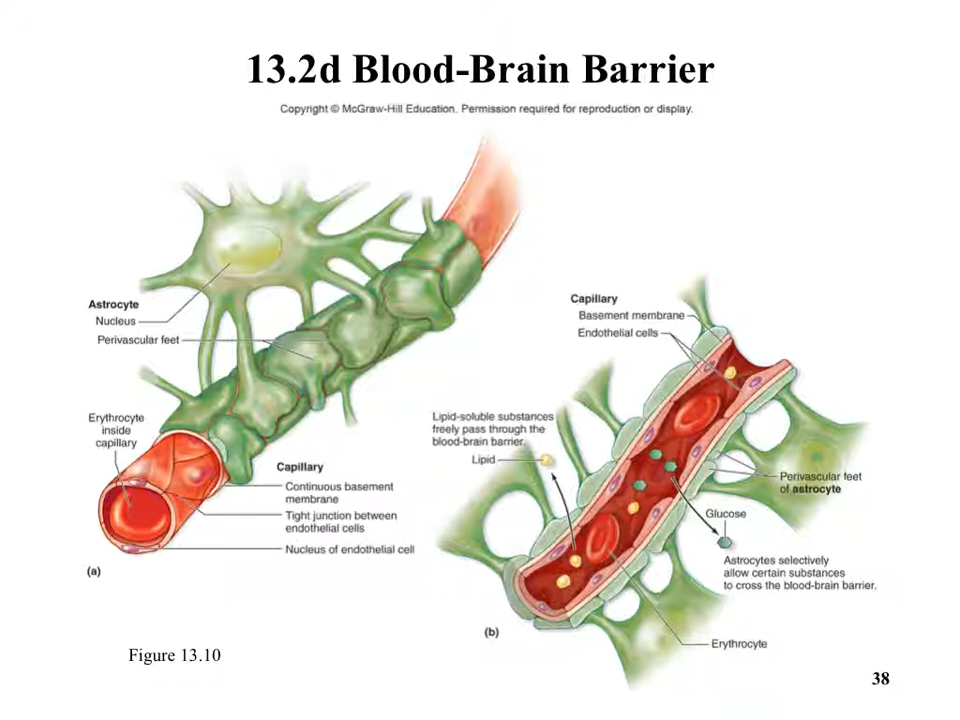 13.2d Blood-Brain Barrier
Copyright © McGraw-Hill Education. Permission required for reproduction or display.
Astrocyte
Nucleus
Perivascular feet
Erythrocyte
inside
capillary
Capillary
Continuous basement
membrane
Tight junction between
endothelial cells
Nucleus of endothelial cell
(a)
Capillary
Basement membrane
Endothelial cells
Lipid-soluble substances
freely pass through the
blood-brain barrier.
Lipid
Perivascular feet
of astrocyte
Glucose
Astrocytes selectively
allow certain substances
to cross the blood-brain barrier.
Erythrocyte
(b)
Figure 13.10
38